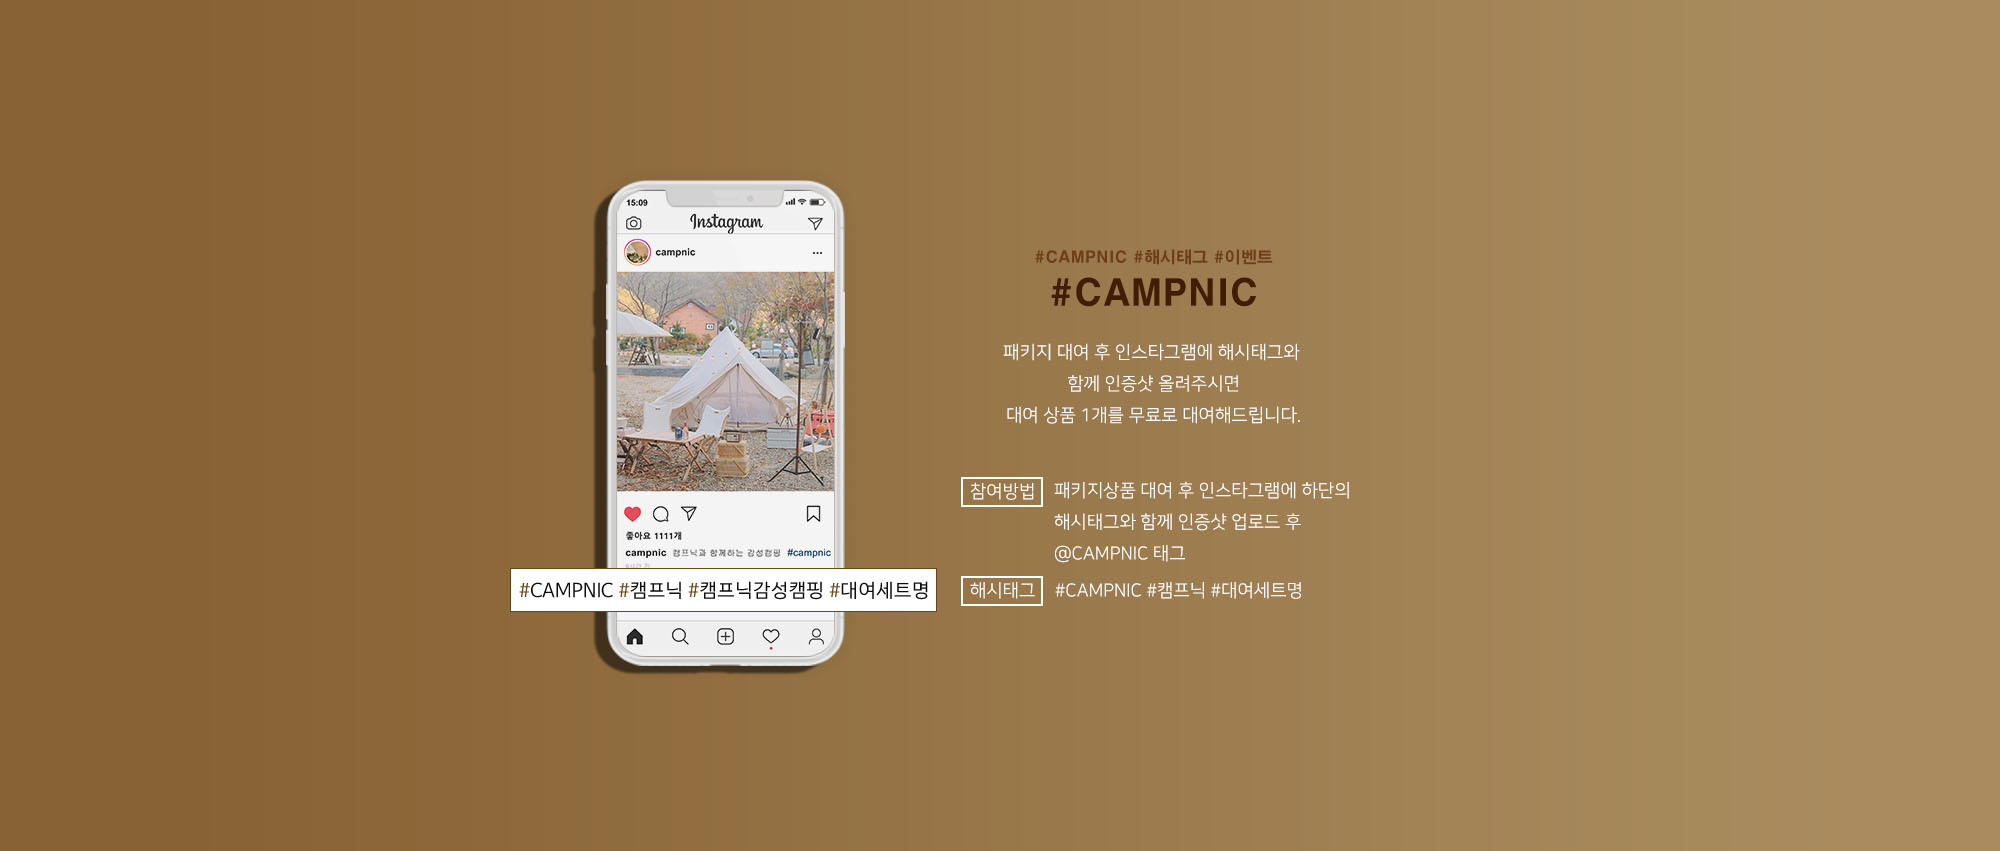 15:09
Instagram
campnic
좋아요 1111개
campnic 캠프닉과 함께하는 감성캠핑 #campnic
#CAMPNIC #캠프닉 #캠프닉감성캠핑 #대여세트명
#CAMPNIC #해시태그 #이벤트
#CAMPNIC
패키지 대여 후 인스타그램에 해시태그와
함께 인증샷 올려주시면
대여 상품 1개를 무료로 대여해드립니다.
참여방법 패키지상품 대여 후 인스타그램에 하단의
해시태그와 함께 인증샷 업로드 후
@CAMPNIC 태그
해시태그 #CAMPNIC #캠프닉 #대여세트명